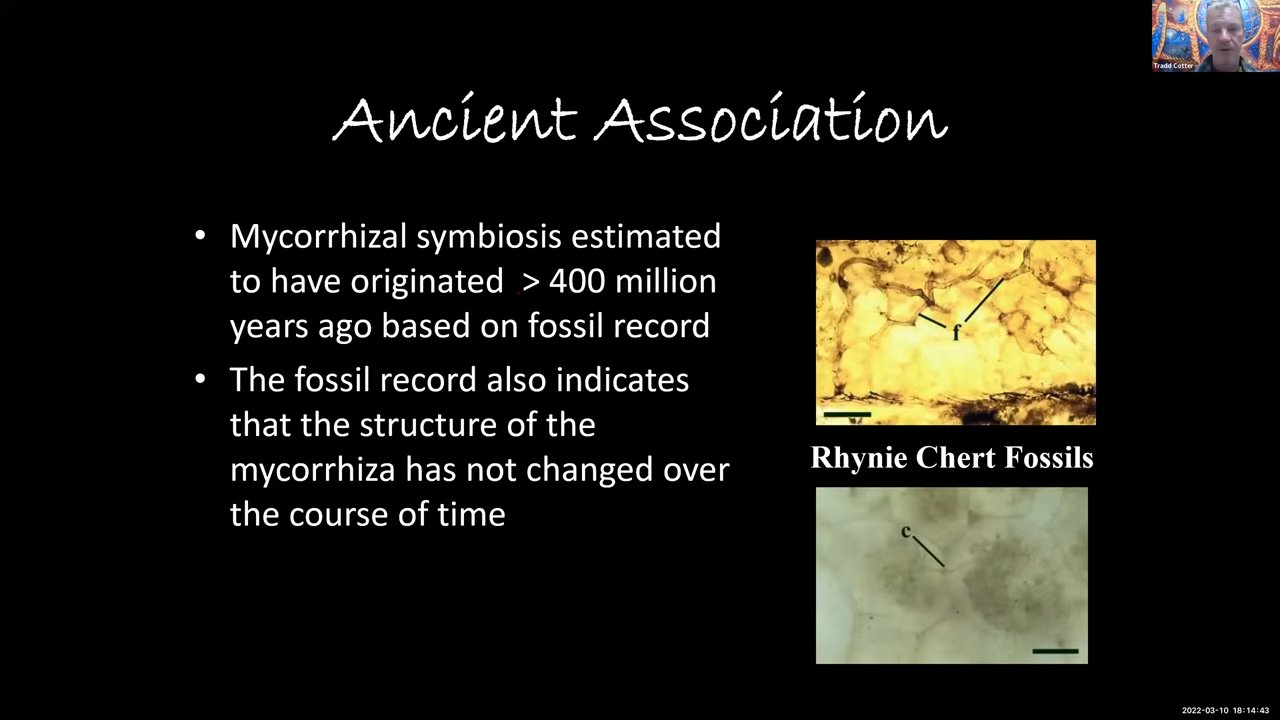 Tradd Cotter
Ancient Association
• Mycorrhizal symbiosis estimated
to have originated > 400 million
years ago based on fossil record
• The fossil record also indicates
that the structure of the
mycorrhiza has not changed over
the course of time
f
Rhynie Chert Fossils
c
2022-03-10 18:14:43